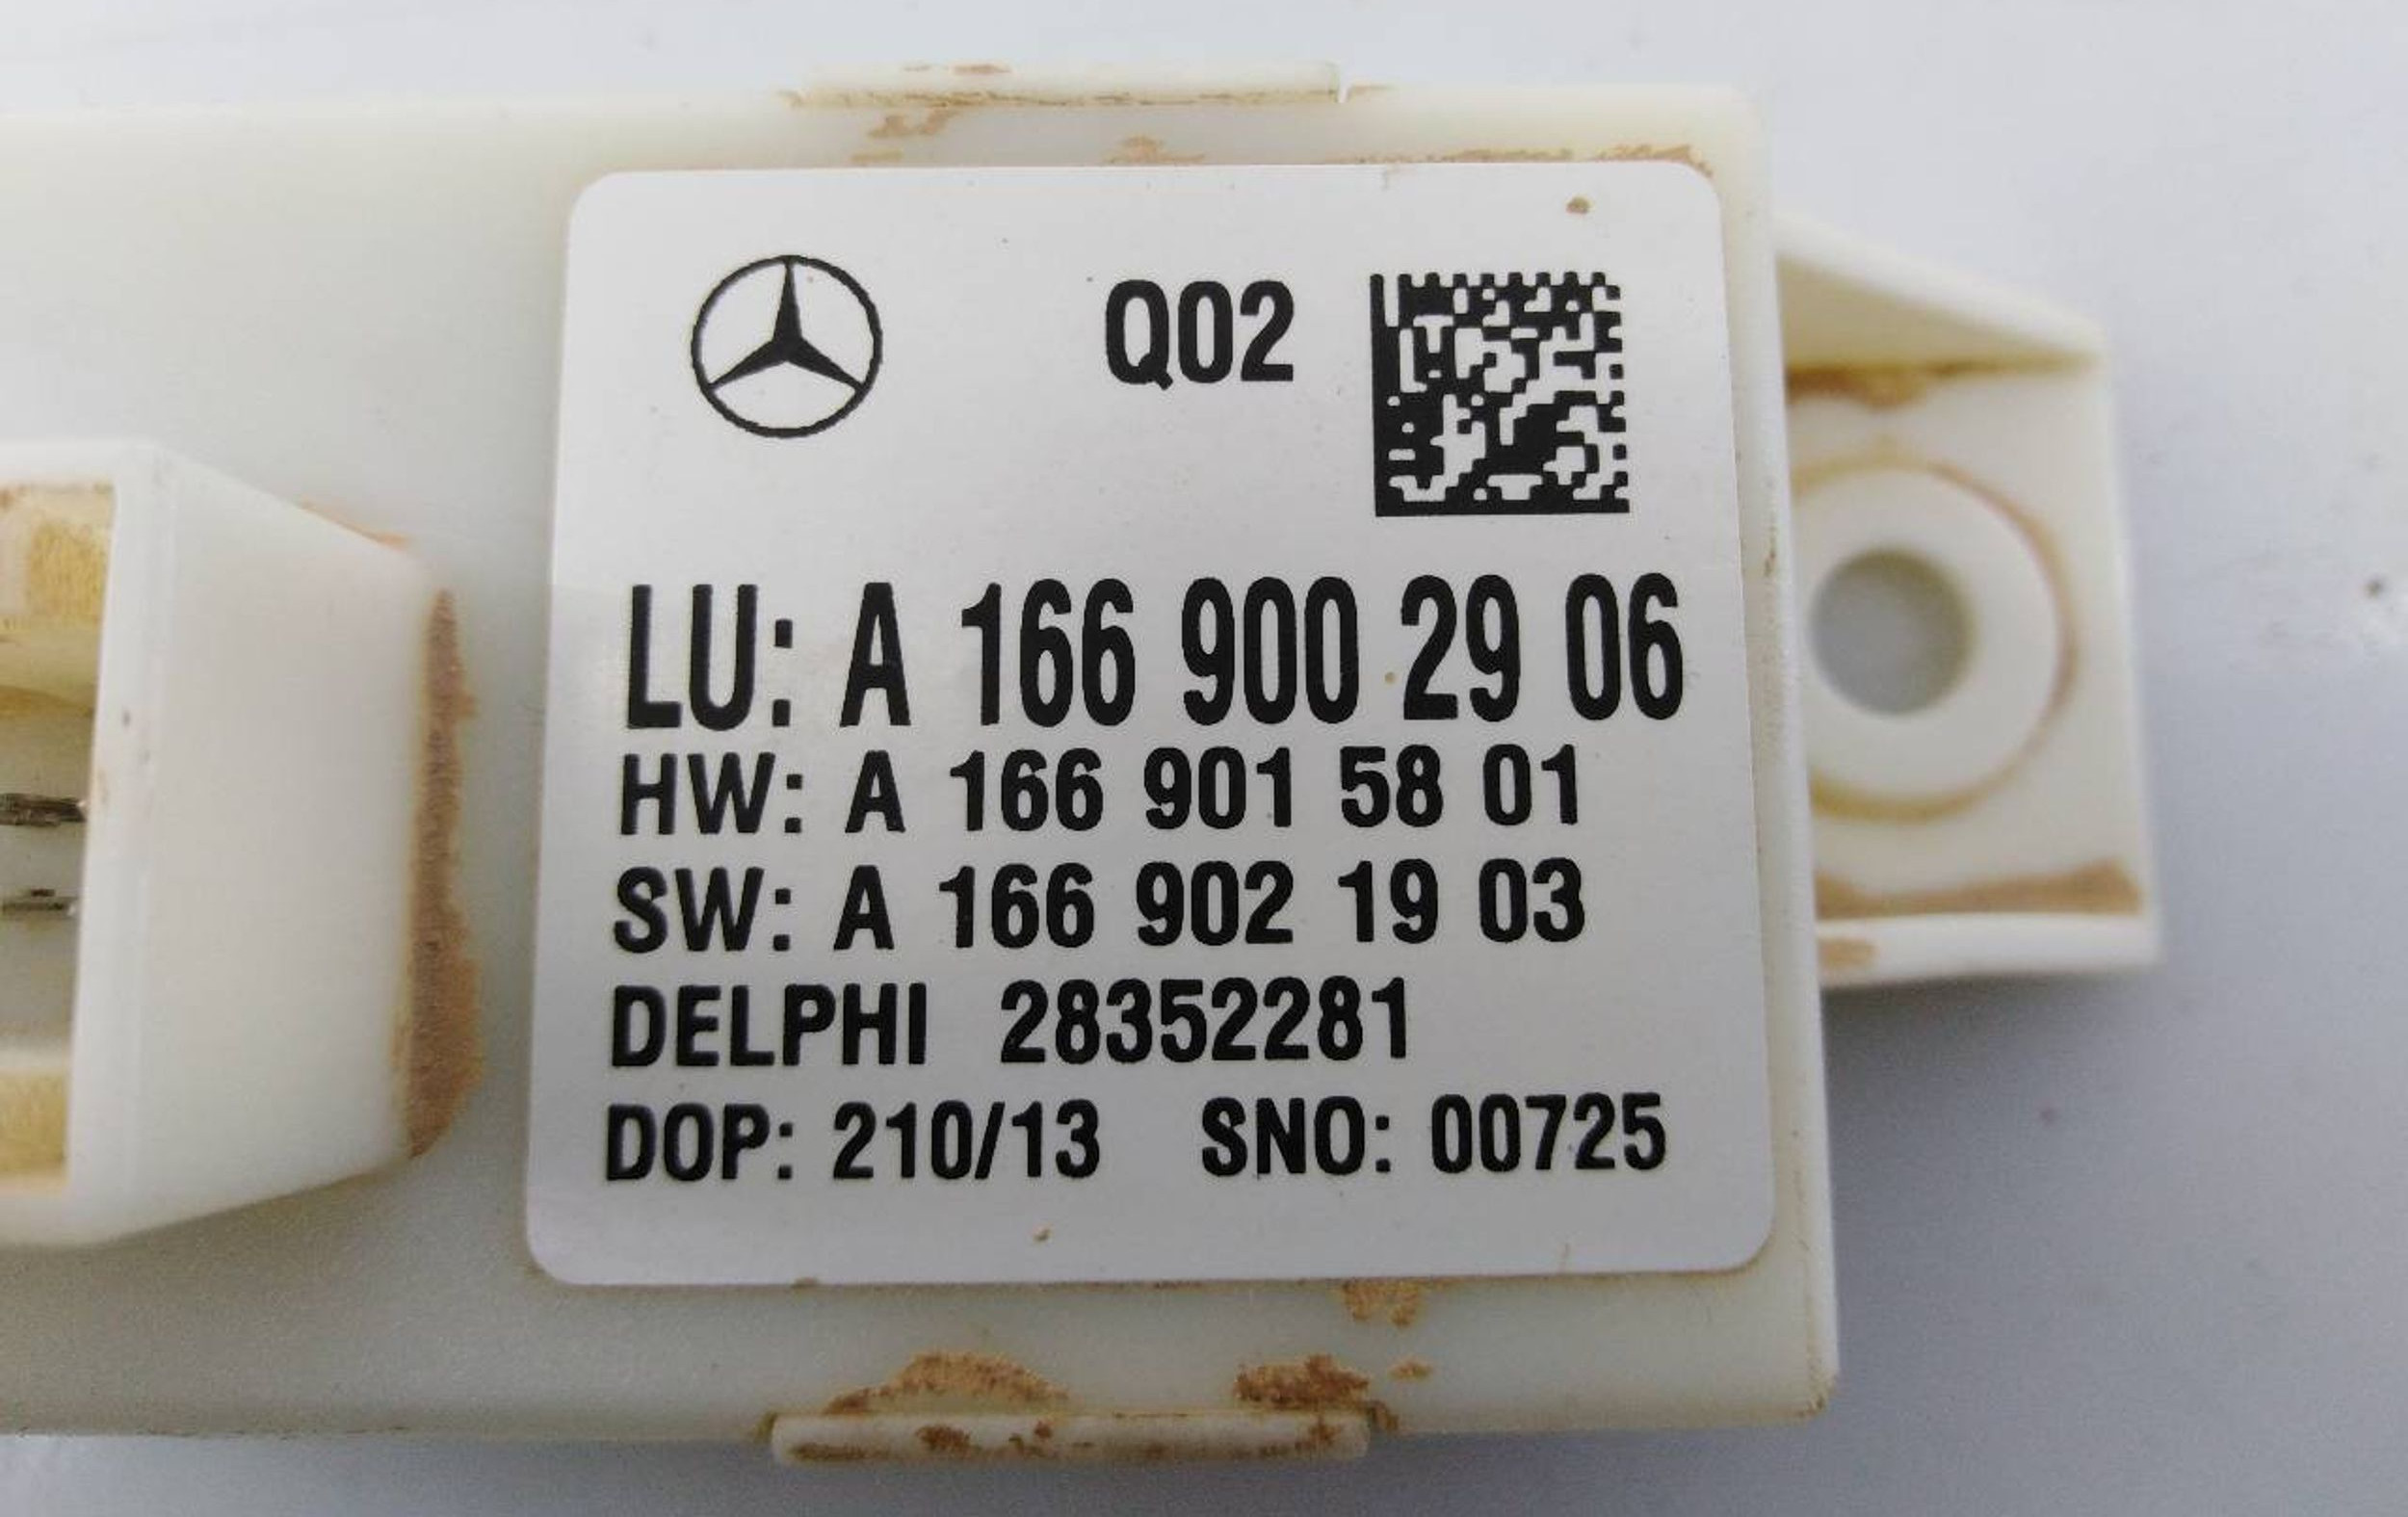 Q02
LU: A 166 900 29 06
HW: A 166 901 58 01
SW: A 166 902 19 03
DELPHI 28352281
DOP: 210/13 SNO: 00725